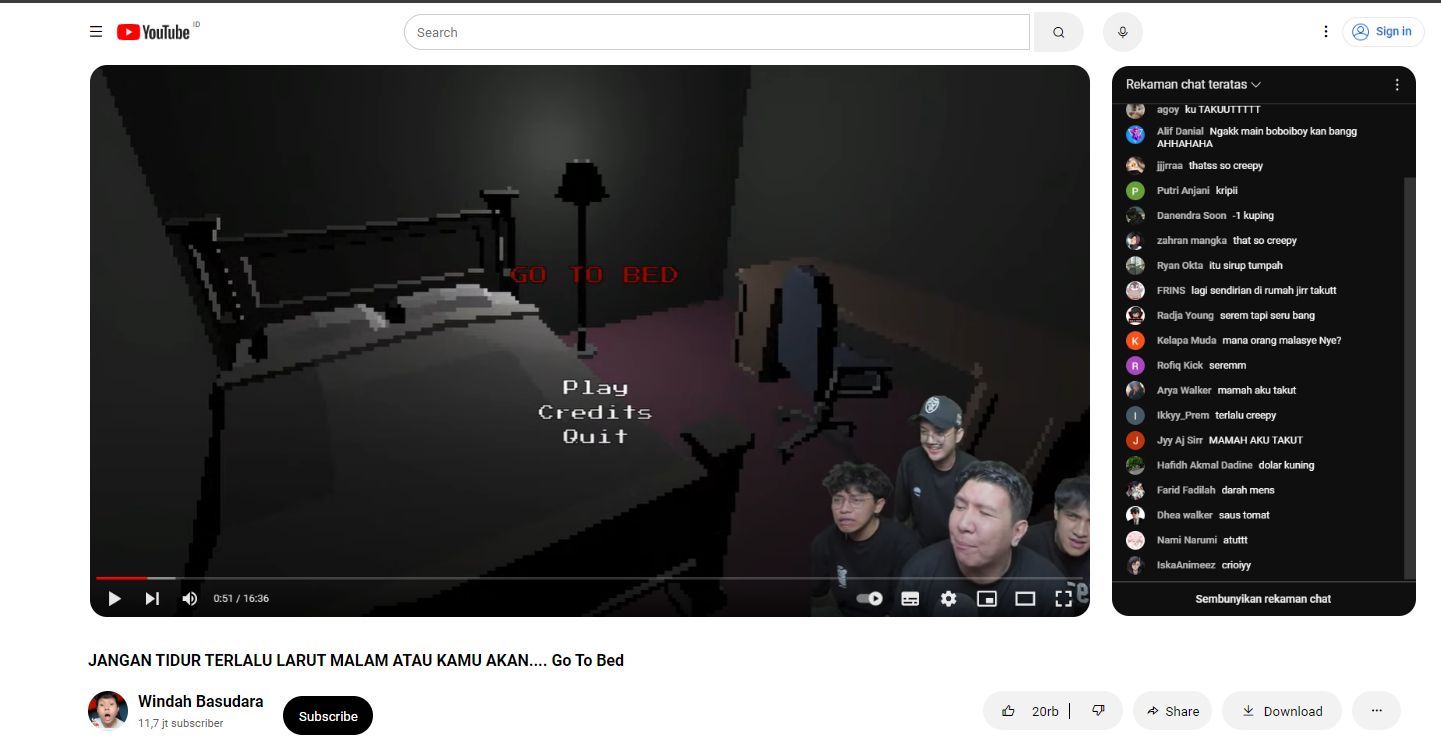 YouTube ID
Search
Sign in
GO TO BED
Play
Credits
Quit
0:51 / 16:36
Rekaman chat teratas
agoy ku TAKUUTTTTT
Alif Danial Ngakk main boboiboy kan bangg
AHHAHAHA
jjjrraa thatss so creepy
P Putri Anjani kripii
Danendra Soon -1 kuping
zahran mangka that so creepy
Ryan Okta itu sirup tumpah
FRINS lagi sendirian di rumah jirr takutt
Radja Young serem tapi seru bang
K Kelapa Muda mana orang malasye Nye?
R Rofiq Kick seremm
Arya Walker mamah aku takut
I Ikkyy_Prem terlalu creepy
J Jyy Aj Sirr MAMAH AKU TAKUT
Hafidh Akmal Dadine dolar kuning
Farid Fadilah darah mens
Dhea walker saus tomat
Nami Narumi atuttt
IskaAnimeez crioiyy
Sembunyikan rekaman chat
JANGAN TIDUR TERLALU LARUT MALAM ATAU KAMU AKAN.... Go To Bed
Windah Basudara
11,7 jt subscriber
Subscribe
20rb
Share
Download